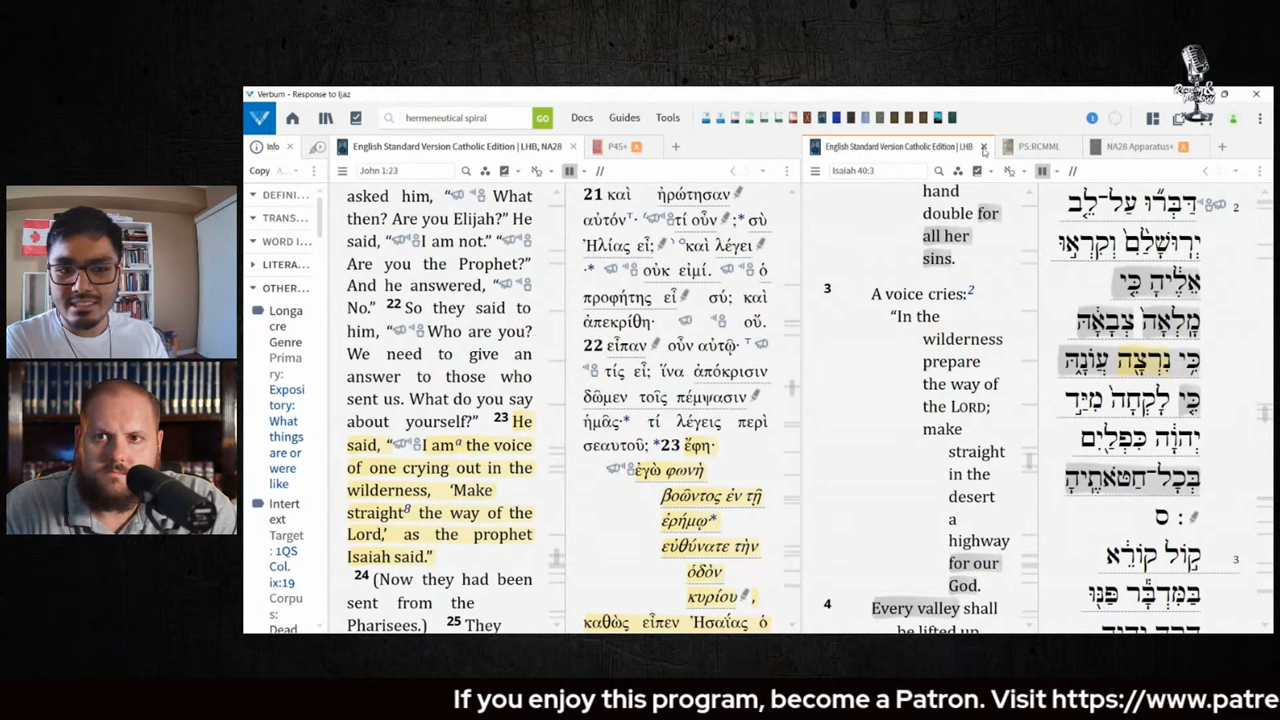 Verbum - Response to Ijaz
hermeneutical spiral
GO
Docs Guides Tools
Info
English Standard Version Catholic Edition | LHB, NA28
P45+ A
English Standard Version Catholic Edition | LHB
PS:RCMML
NA28 Apparatus+ A
Copy
John 1:23
Isaiah 40:3
DEFINI...
TRANS...
WORD I...
LITERA...
OTHER...
Longa
cre
Genre
Prima
ry:
Exposi
tory:
What
things
are or
were
like
Intert
ext
Target
: 1QS
Col.
ix:19
Corpu
s:
Dead
asked him, “ What
then? Are you Elijah?” He
said, “ I am not.” “
Are you the Prophet?”
And he answered, “
No.” 22 So they said to
him, “ Who are you?
We need to give an
answer to those who
sent us. What do you say
about yourself?” 23 He
said, “ I am a the voice
of one crying out in the
wilderness, ‘Make
straight g the way of the
Lord,’ as the prophet
Isaiah said.”
24 (Now they had been
sent from the
Pharisees.) 25 They
21 καὶ ἠρώτησαν
αὐτόν⸆· τί οὖν ;* σὺ
Ἠλίας εἶ; °καὶ λέγει
·* οὐκ εἰμί. ὁ
προφήτης εἶ σύ; καὶ
ἀπεκρίθη· οὔ.
22 εἶπαν οὖν αὐτῷ· ⸆
τίς εἶ; ἵνα ἀπόκρισιν
δῶμεν τοῖς πέμψασιν
ἡμᾶς·* τί λέγεις περὶ
σεαυτοῦ; *23 ἔφη·
ἐγὼ φωνὴ
βοῶντος ἐν τῇ
ἐρήμῳ*
εὐθύνατε τὴν
ὁδὸν
κυρίου ,
καθὼς εἶπεν Ἠσαΐας ὁ
hand
double for
all her
sins.
3 A voice cries:2
“In the
wilderness
prepare
the way of
the LORD;
make
straight
in the
desert
a
highway
for our
God.
4 Every valley shall
be lifted up
2 דַּבְּר֞וּ עַל־לֵ֤ב
יְרֽוּשָׁלִַ֙ם֙ וְקִרְא֣וּ
אֵלֶ֔יהָ כִּ֤י
מָֽלְאָה֙ צְבָאָ֔הּ
כִּ֥י נִרְצָ֖ה עֲוֺנָ֑הּ
כִּ֤י לָקְחָה֙ מִיַּ֣ד
יְהוָ֔ה כִּפְלַ֖יִם
בְּכָל־חַטֹּאתֶֽיהָ
׃ ס
3 ק֣וֹל קוֹרֵ֔א
בַּמִּדְבָּ֕ר פַּנּ֖וּ
דֶּ֣רֶךְ יְהוָ֑ה
If you enjoy this program, become a Patron. Visit https://www.patre